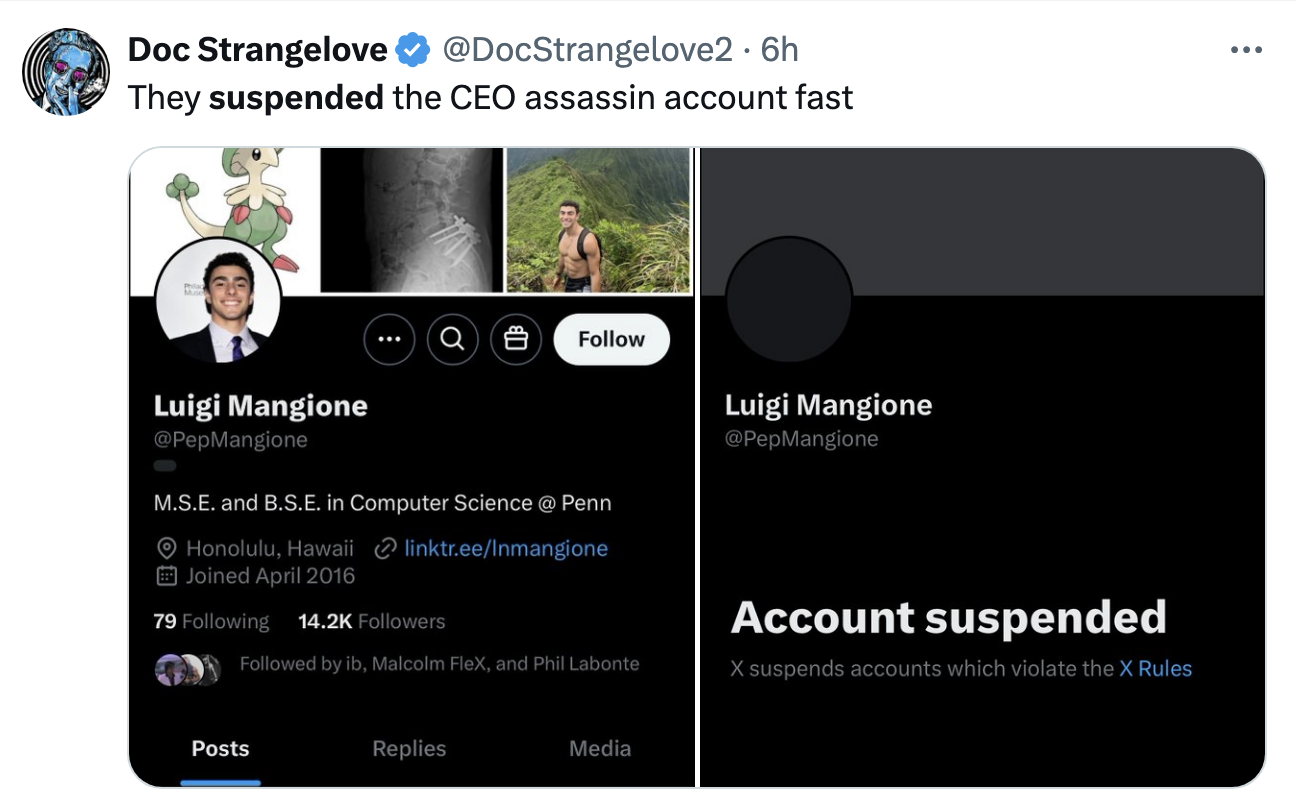 Doc Strangelove @DocStrangelove2 · 6h
They suspended the CEO assassin account fast
Follow
Luigi Mangione
@PepMangione
M.S.E. and B.S.E. in Computer Science @ Penn
Honolulu, Hawaii linktr.ee/lnmangione
Joined April 2016
79 Following 14.2K Followers
Followed by ib, Malcolm FleX, and Phil Labonte
Posts Replies Media
Luigi Mangione
@PepMangione
Account suspended
X suspends accounts which violate the X Rules